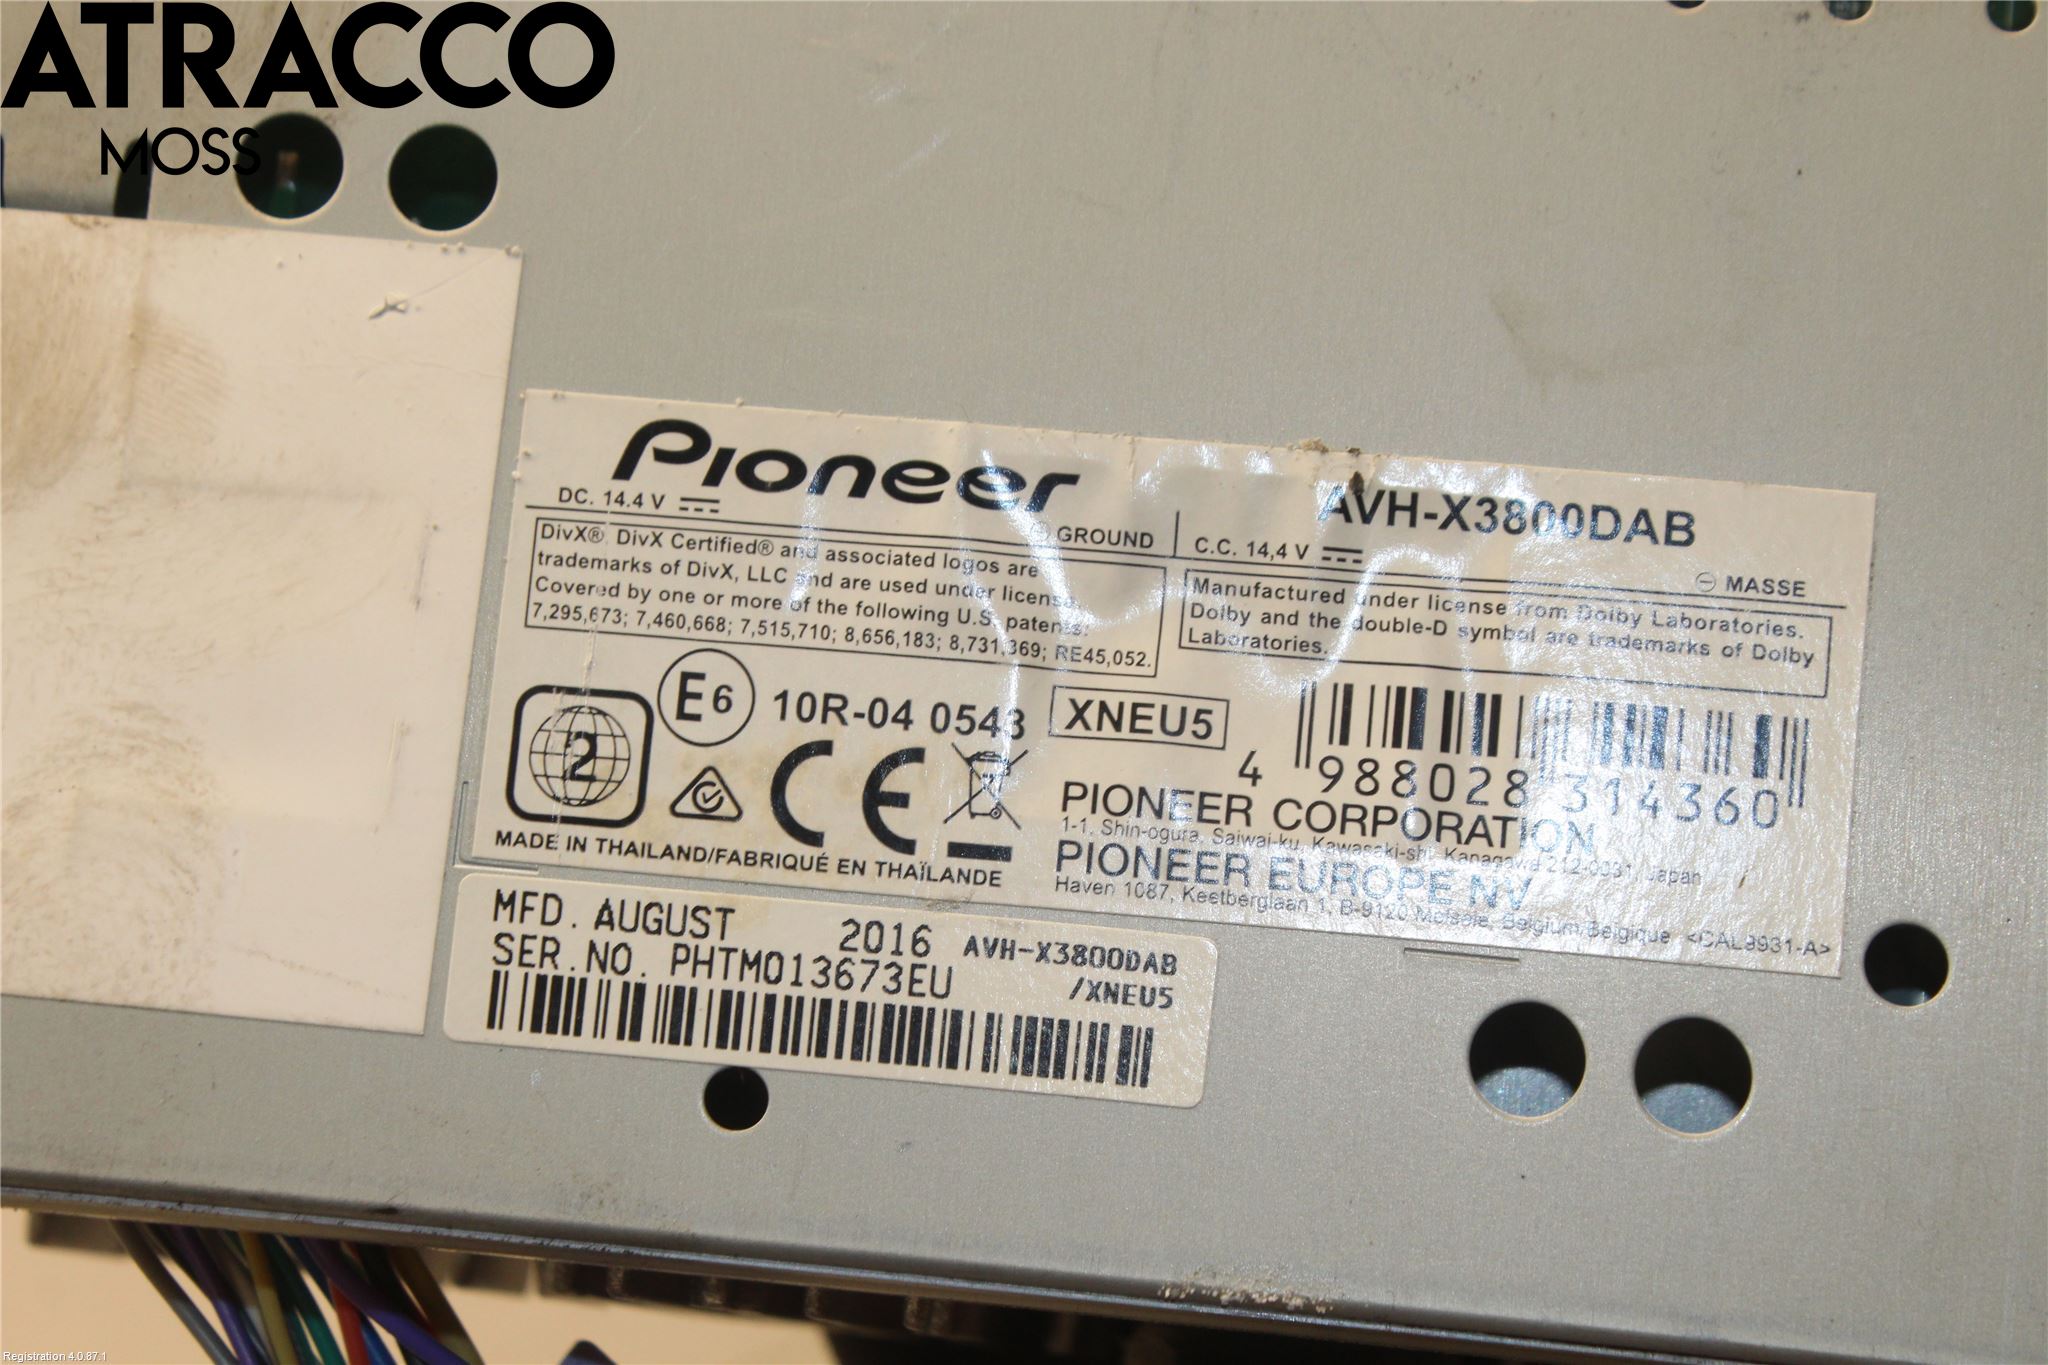 ATRACCO
MOSS
Pioneer
AVH-X3800DAB
DC. 14.4 V
GROUND
C.C. 14,4 V
MASSE
DivX®, DivX Certified® and associated logos are
trademarks of DivX, LLC and are used under license.
Covered by one or more of the following U.S. patents:
7,295,673; 7,460,668; 7,515,710; 8,656,183; 8,731,369; RE45,052.
Manufactured under license from Dolby Laboratories.
Dolby and the double-D symbol are trademarks of Dolby
Laboratories.
2
E6
10R-04 0543
XNEU5
CE
4 988028 314360
MADE IN THAILAND/FABRIQUÉ EN THAÏLANDE
PIONEER CORPORATION
1-1, Shin-ogura, Saiwai-ku, Kawasaki-shi, Kanagawa 212-0031, Japan
PIONEER EUROPE NV
Haven 1087, Keetberglaan 1, B-9120 Melsele, Belgium/Belgique <CAL9931-A>
MFD. AUGUST 2016 AVH-X3800DAB
SER.NO. PHTM013673EU /XNEU5
Registration 4.0.87.1